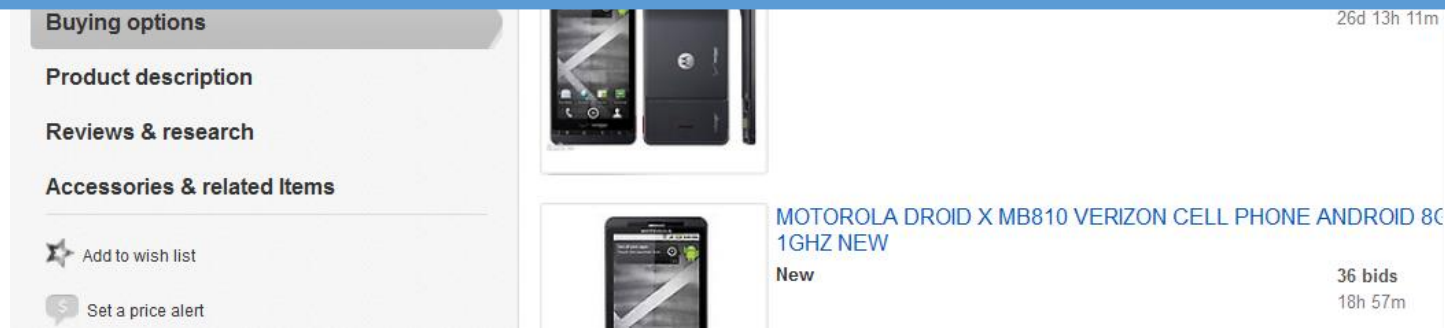 Buying options
Product description
Reviews & research
Accessories & related Items
Add to wish list
Set a price alert
26d 13h 11m
MOTOROLA DROID X MB810 VERIZON CELL PHONE ANDROID 8G
1GHZ NEW
New
36 bids
18h 57m